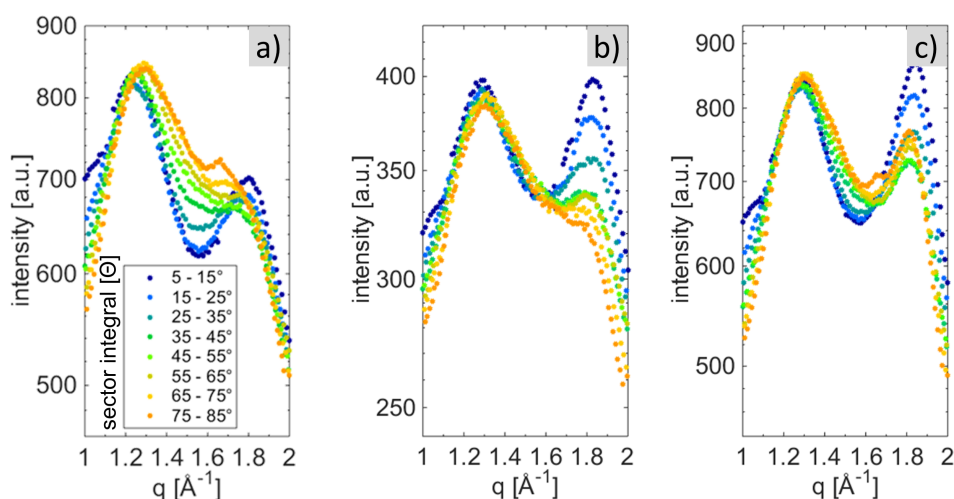 a)
intensity [a.u.]
900
800
700
600
500
sector integral [Θ]
5 - 15°
15 - 25°
25 - 35°
35 - 45°
45 - 55°
55 - 65°
65 - 75°
75 - 85°
1 1.2 1.4 1.6 1.8 2
q [Å-1]
b)
intensity [a.u.]
400
350
300
250
1 1.2 1.4 1.6 1.8 2
q [Å-1]
c)
intensity [a.u.]
900
800
700
600
500
1 1.2 1.4 1.6 1.8 2
q [Å-1]